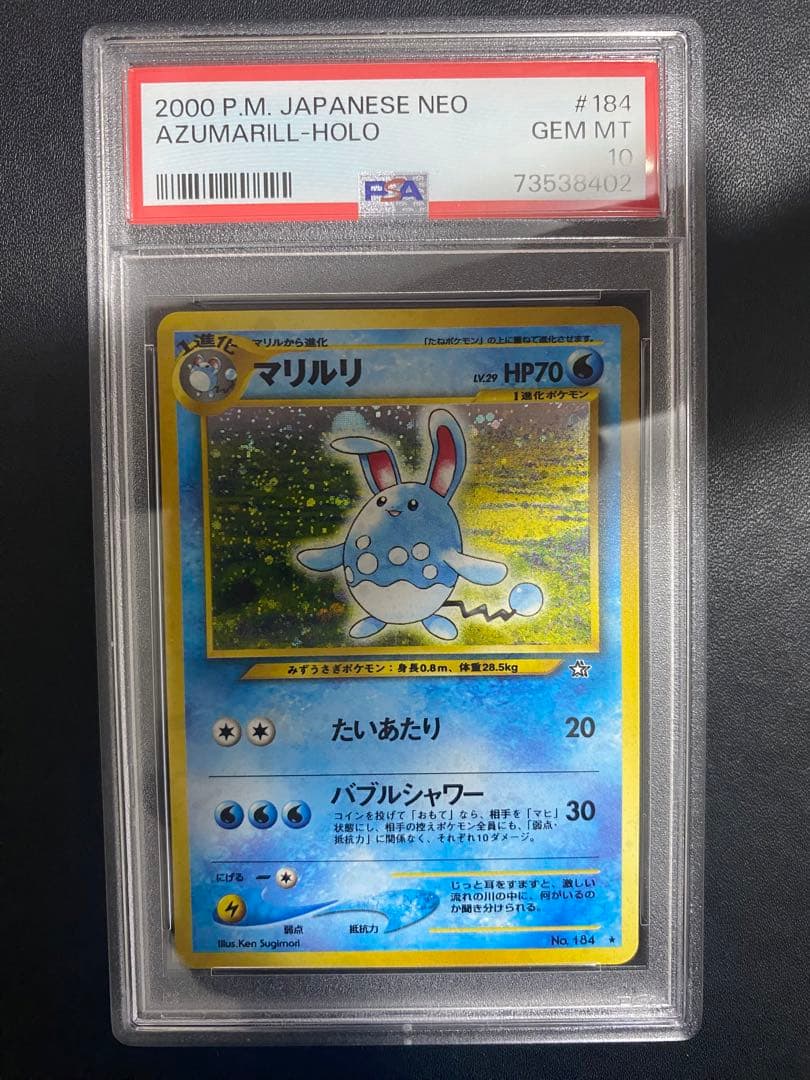 2000 P.M. JAPANESE NEO #184
AZUMARILL-HOLO GEM MT
10
PSA 73538402
1進化
マリルから進化 「たねポケモン」の上に重ねて進化させます。
マリルリ LV.29 HP70
1進化ポケモン
みずうさぎポケモン:身長0.8m、体重28.5kg
たいあたり 20
バブルシャワー
コインを投げて「おもて」なら、相手を「マヒ」
状態にし、相手の控えポケモン全員にも、「弱点・
抵抗力」に関係なく、それぞれ10ダメージ。
30
にげる
じっと耳をすますと、激しい
流れの川の中に、何がいるの
か聞き分けられる。
弱点 抵抗力
Illus. Ken Sugimori No. 184 ★